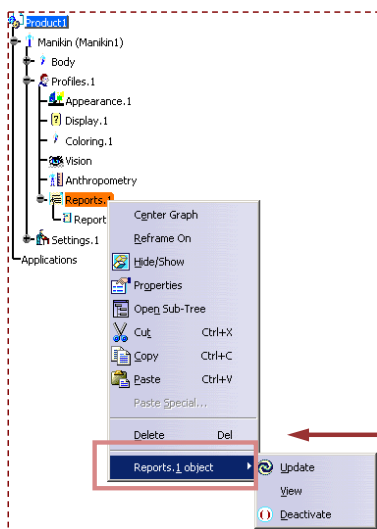 Product1
Manikin (Manikin1)
Body
Profiles.1
Appearance.1
Display.1
Coloring.1
Vision
Anthropometry
Reports.1
Report
Settings.1
Applications
Center Graph
Reframe On
Hide/Show
Properties
Open Sub-Tree
Cut Ctrl+X
Copy Ctrl+C
Paste Ctrl+V
Paste Special...
Delete Del
Reports.1 object
Update
View
Deactivate